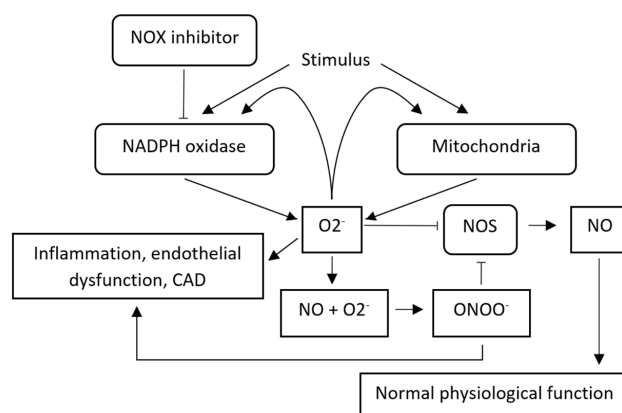 NOX inhibitor
Stimulus
NADPH oxidase
Mitochondria
O2⁻
NOS
NO
Inflammation, endothelial
dysfunction, CAD
NO + O2⁻
ONOO⁻
Normal physiological function